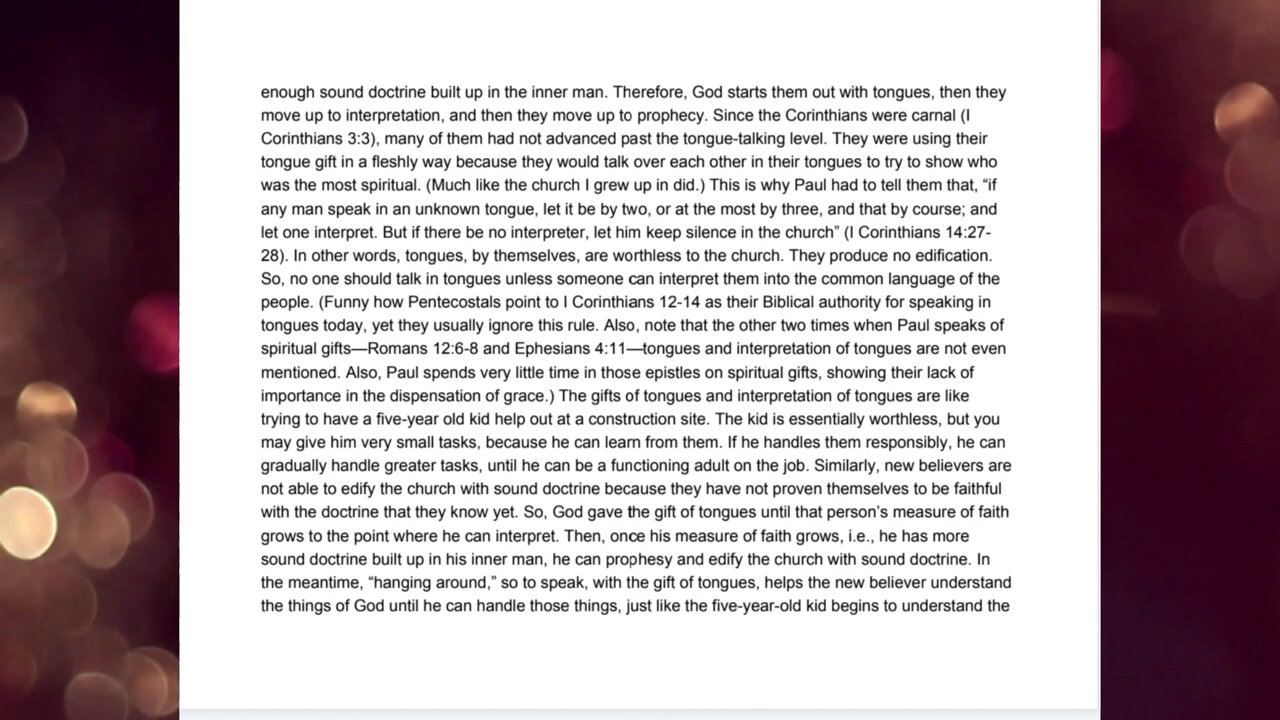 enough sound doctrine built up in the inner man. Therefore, God starts them out with tongues, then they
move up to interpretation, and then they move up to prophecy. Since the Corinthians were carnal (I
Corinthians 3:3), many of them had not advanced past the tongue-talking level. They were using their
tongue gift in a fleshly way because they would talk over each other in their tongues to try to show who
was the most spiritual. (Much like the church I grew up in did.) This is why Paul had to tell them that, “if
any man speak in an unknown tongue, let it be by two, or at the most by three, and that by course; and
let one interpret. But if there be no interpreter, let him keep silence in the church” (I Corinthians 14:27-
28). In other words, tongues, by themselves, are worthless to the church. They produce no edification.
So, no one should talk in tongues unless someone can interpret them into the common language of the
people. (Funny how Pentecostals point to I Corinthians 12-14 as their Biblical authority for speaking in
tongues today, yet they usually ignore this rule. Also, note that the other two times when Paul speaks of
spiritual gifts—Romans 12:6-8 and Ephesians 4:11—tongues and interpretation of tongues are not even
mentioned. Also, Paul spends very little time in those epistles on spiritual gifts, showing their lack of
importance in the dispensation of grace.) The gifts of tongues and interpretation of tongues are like
trying to have a five-year old kid help out at a construction site. The kid is essentially worthless, but you
may give him very small tasks, because he can learn from them. If he handles them responsibly, he can
gradually handle greater tasks, until he can be a functioning adult on the job. Similarly, new believers are
not able to edify the church with sound doctrine because they have not proven themselves to be faithful
with the doctrine that they know yet. So, God gave the gift of tongues until that person’s measure of faith
grows to the point where he can interpret. Then, once his measure of faith grows, i.e., he has more
sound doctrine built up in his inner man, he can prophesy and edify the church with sound doctrine. In
the meantime, “hanging around,” so to speak, with the gift of tongues, helps the new believer understand
the things of God until he can handle those things, just like the five-year-old kid begins to understand the